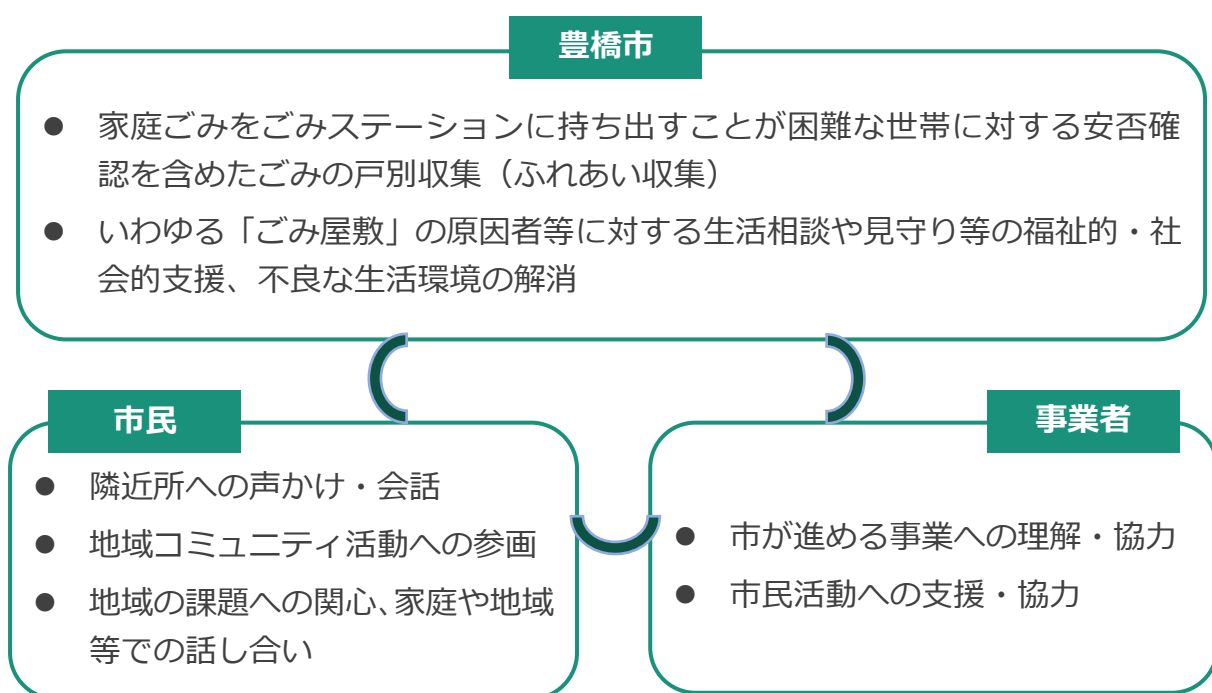 豊橋市
● 家庭ごみをごみステーションに持ち出すことが困難な世帯に対する安否確
認を含めたごみの戸別収集（ふれあい収集）
● いわゆる「ごみ屋敷」の原因者等に対する生活相談や見守り等の福祉的・社
会的支援、不良な生活環境の解消
市民
● 隣近所への声かけ・会話
● 地域コミュニティ活動への参画
● 地域の課題への関心、家庭や地域
等での話し合い
事業者
● 市が進める事業への理解・協力
● 市民活動への支援・協力